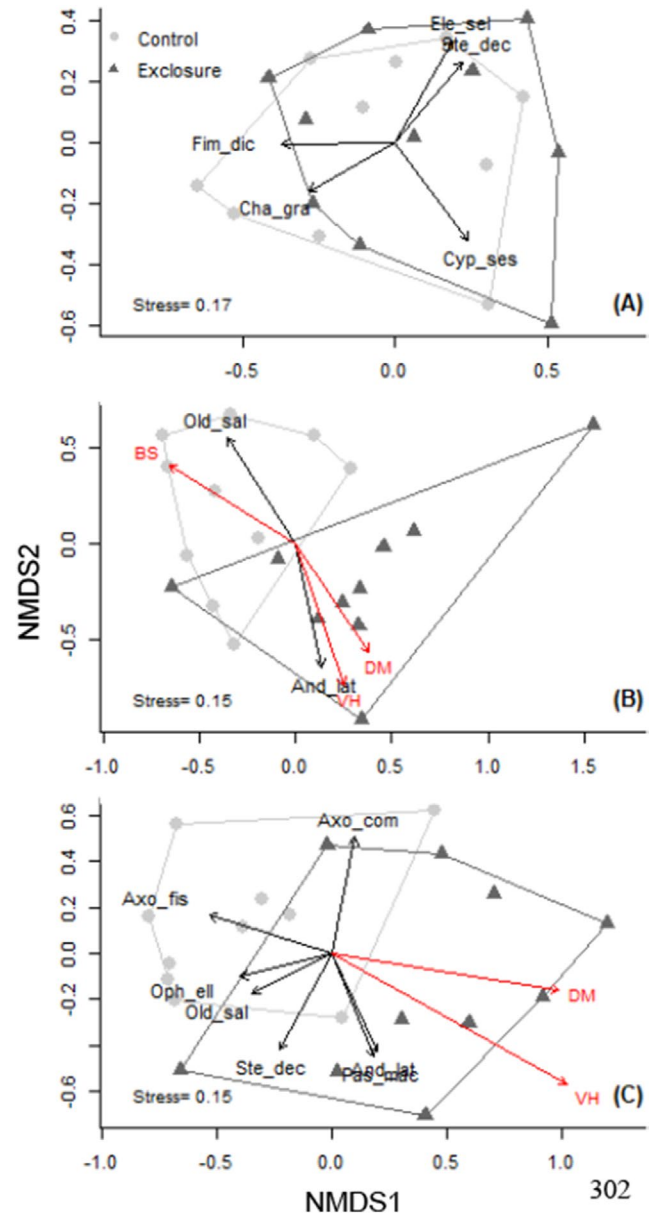 Control
Exclosure
0.4
0.2
0.0
-0.2
-0.4
-0.6
Ele_sel
Ste_dec
Fim_dic
Cha_gra
Cyp_ses
Stress= 0.17
(A)
-0.5
0.0
0.5
0.5
0.0
-0.5
Old_sal
BS
DM
And_lat
VH
Stress= 0.15
(B)
-1.0
-0.5
0.0
0.5
1.0
1.5
NMDS2
0.6
0.4
0.2
0.0
-0.2
-0.6
Axo_com
Axo_fis
Oph_ell
Old_sal
Ste_dec
And_lat
Pas_mac
DM
VH
Stress= 0.15
(C)
-1.0
-0.5
0.0
0.5
1.0
NMDS1
302